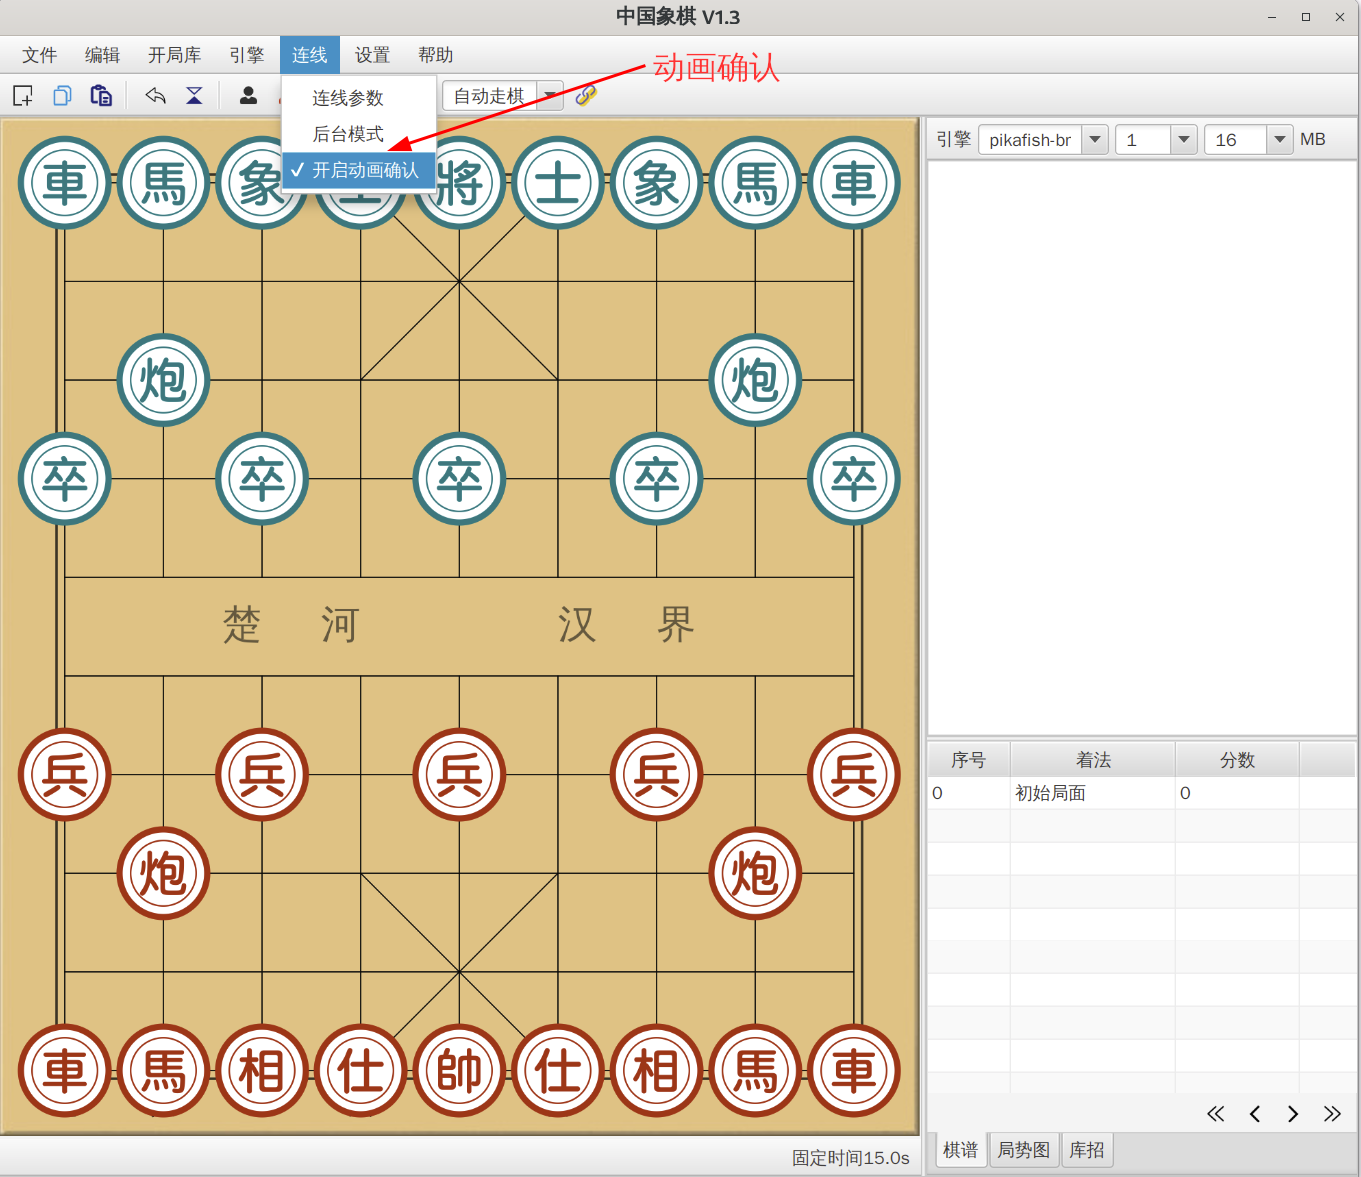 中国象棋 V1.3
文件 编辑 开局库 引擎 连线 设置 帮助
动画确认
连线参数
后台模式
✓ 开启动画确认
自动走棋
引擎 pikafish-br 1 16 MB
車 馬 象 將 士 象 馬 車
炮 炮
卒 卒 卒 卒 卒
楚 河 汉 界
兵 兵 兵 兵 兵
炮 炮
車 馬 相 仕 帥 仕 相 馬 車
序号 着法 分数
0 初始局面 0
棋谱 局势图 库招
固定时间15.0s